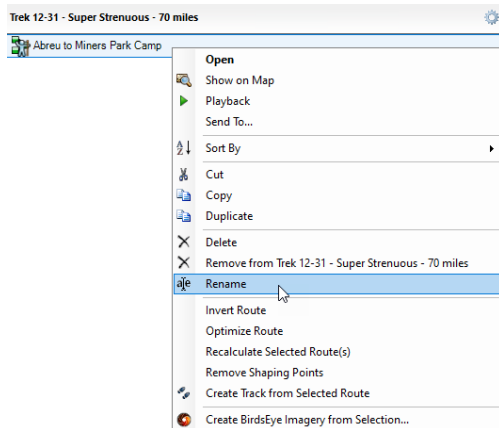 Trek 12-31 - Super Strenuous - 70 miles
Abreu to Miners Park Camp
Open
Show on Map
Playback
Send To...
Sort By
Cut
Copy
Duplicate
Delete
Remove from Trek 12-31 - Super Strenuous - 70 miles
Rename
Invert Route
Optimize Route
Recalculate Selected Route(s)
Remove Shaping Points
Create Track from Selected Route
Create BirdsEye Imagery from Selection...